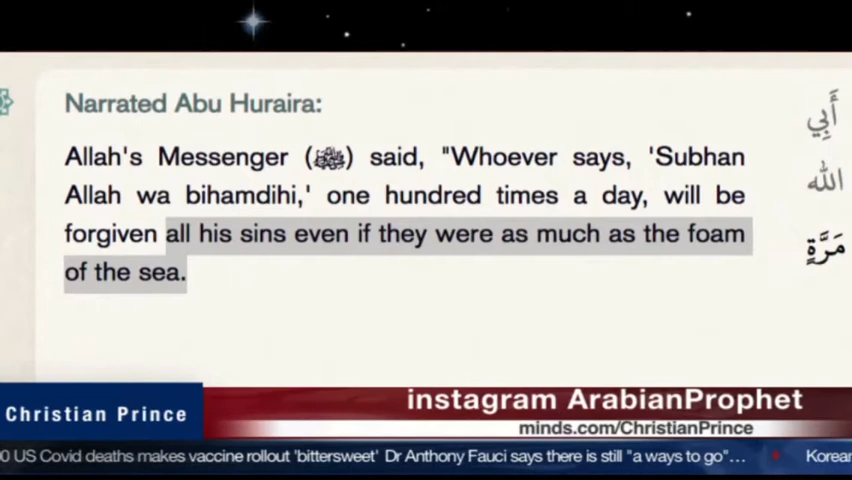 Narrated Abu Huraira:
Allah's Messenger (ﷺ) said, "Whoever says, 'Subhan
Allah wa bihamdihi,' one hundred times a day, will be
forgiven all his sins even if they were as much as the foam
of the sea.
أَبِي
الله
مَرَّةٍ
Christian Prince
instagram ArabianProphet
minds.com/ChristianPrince
0 US Covid deaths makes vaccine rollout 'bittersweet' Dr Anthony Fauci says there is still "a ways to go"... Korean